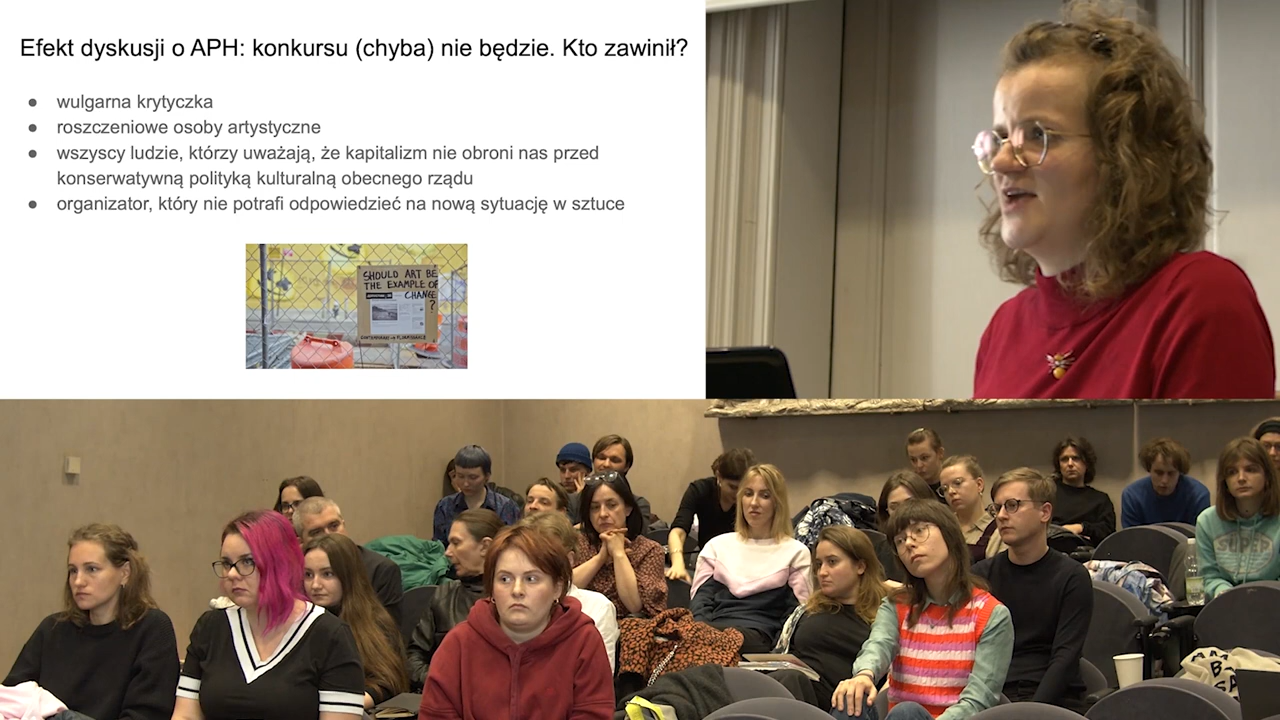 Efekt dyskusji o APH: konkursu (chyba) nie będzie. Kto zawinił?
● wulgarna krytyczka
● roszczeniowe osoby artystyczne
● wszyscy ludzie, którzy uważają, że kapitalizm nie obroni nas przed
konserwatywną polityką kulturalną obecnego rządu
● organizator, który nie potrafi odpowiedzieć na nową sytuację w sztuce
SHOULD ART BE
THE EXAMPLE OF
CHANGE
?
SUPER